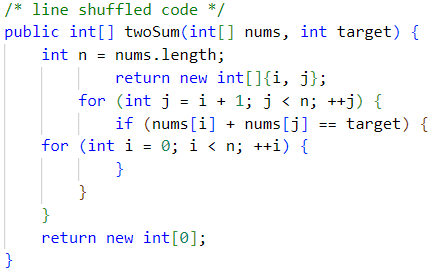 /* line shuffled code */
public int[] twoSum(int[] nums, int target) {
    int n = nums.length;
            return new int[]{i, j};
        for (int j = i + 1; j < n; ++j) {
            if (nums[i] + nums[j] == target) {
    for (int i = 0; i < n; ++i) {
            }
        }
    }
    return new int[0];
}